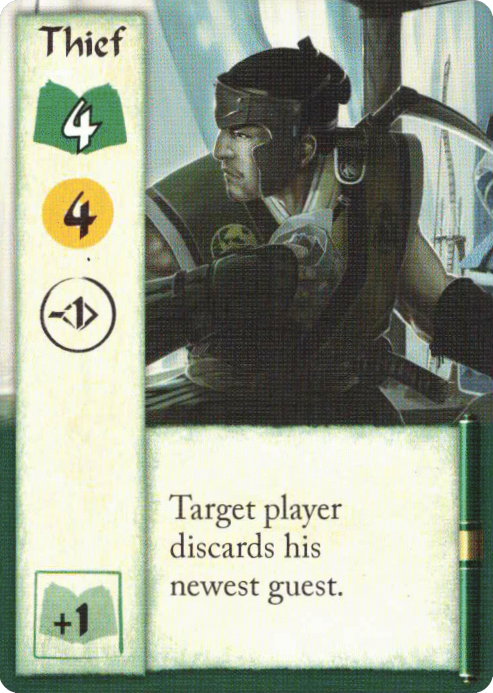 Thief
4
4
-<1>
+1
Target player
discards his
newest guest.